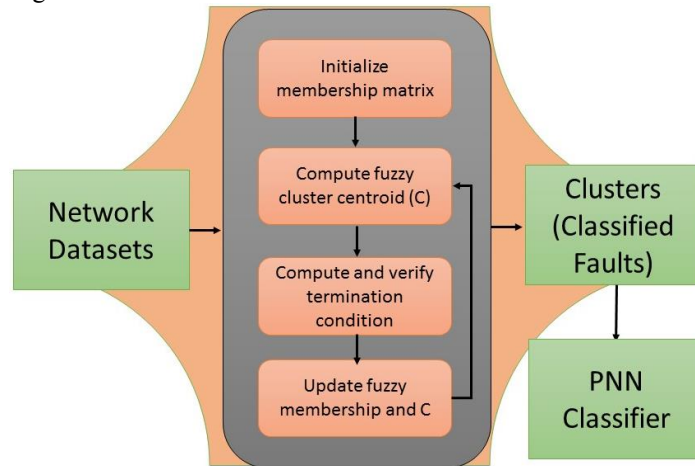 Initialize
membership matrix
Compute fuzzy
cluster centroid (C)
Compute and verify
termination
condition
Update fuzzy
membership and C
Network
Datasets
Clusters
(Classified
Faults)
PNN
Classifier